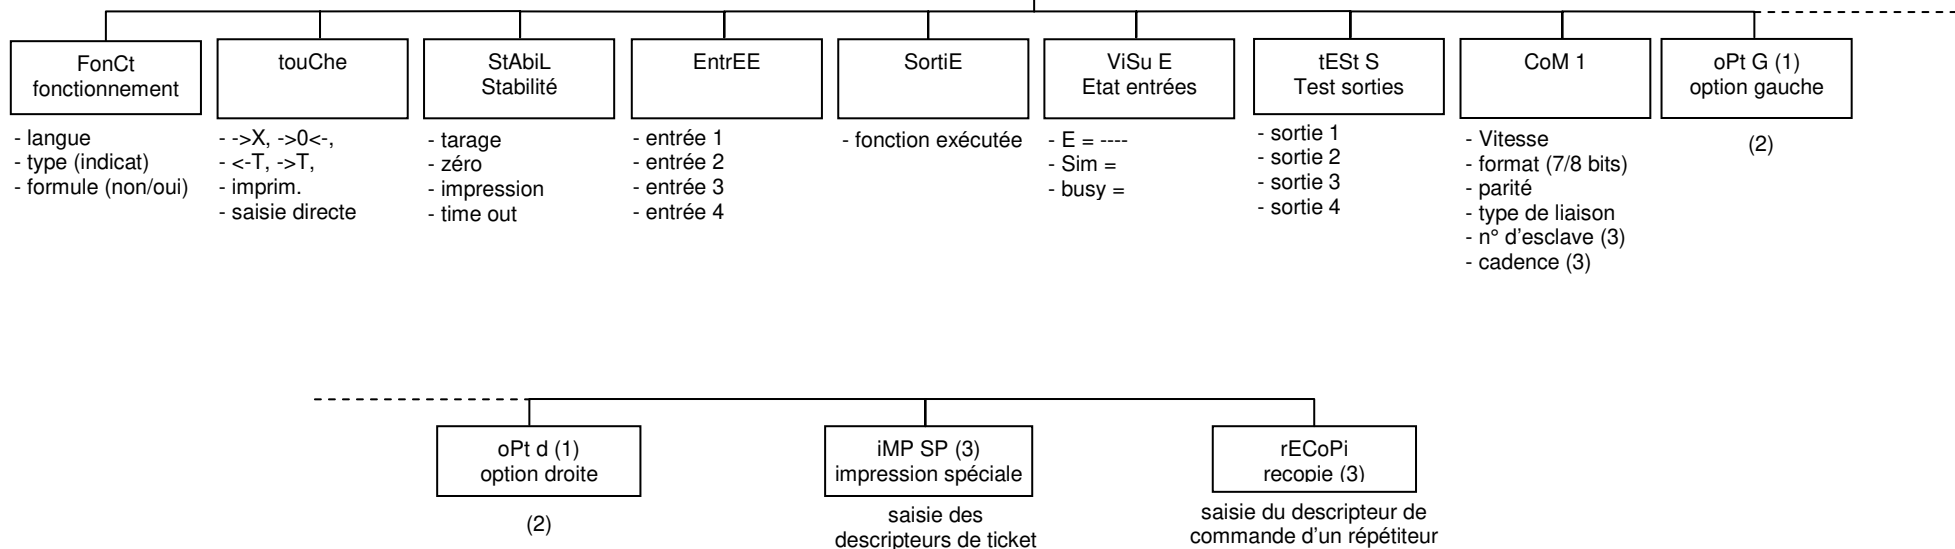 FonCt
fonctionnement
- langue
- type (indicat)
- formule (non/oui)
touChe
- ->X, ->0<-,
- <-T, ->T,
- imprim.
- saisie directe
StAbiL
Stabilité
- tarage
- zéro
- impression
- time out
EntrEE
- entrée 1
- entrée 2
- entrée 3
- entrée 4
SortiE
- fonction exécutée
ViSu E
Etat entrées
- E = ----
- Sim =
- busy =
tESt S
Test sorties
- sortie 1
- sortie 2
- sortie 3
- sortie 4
CoM 1
- Vitesse
- format (7/8 bits)
- parité
- type de liaison
- n° d'esclave (3)
- cadence (3)
oPt G (1)
option gauche
(2)
oPt d (1)
option droite
(2)
iMP SP (3)
impression spéciale
saisie des
descripteurs de ticket
rECoPi
recopie (3)
saisie du descripteur de
commande d'un répétiteur